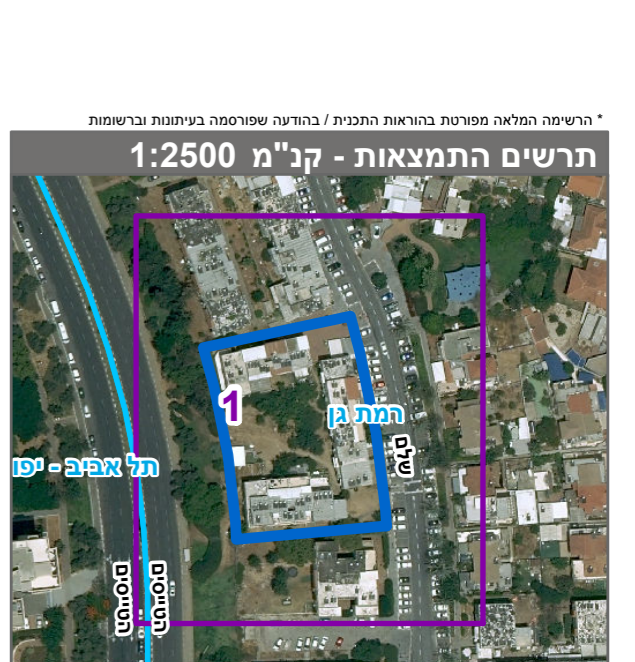 * הרשימה המלאה מפורטת בהוראות התכנית / בהודעה שפורסמה בעיתונות וברשומות
תרשים התמצאות - קנ"מ 1:2500
1
רמת גן
שלם
תל אביב - יפו
הטייסים
הטייסים